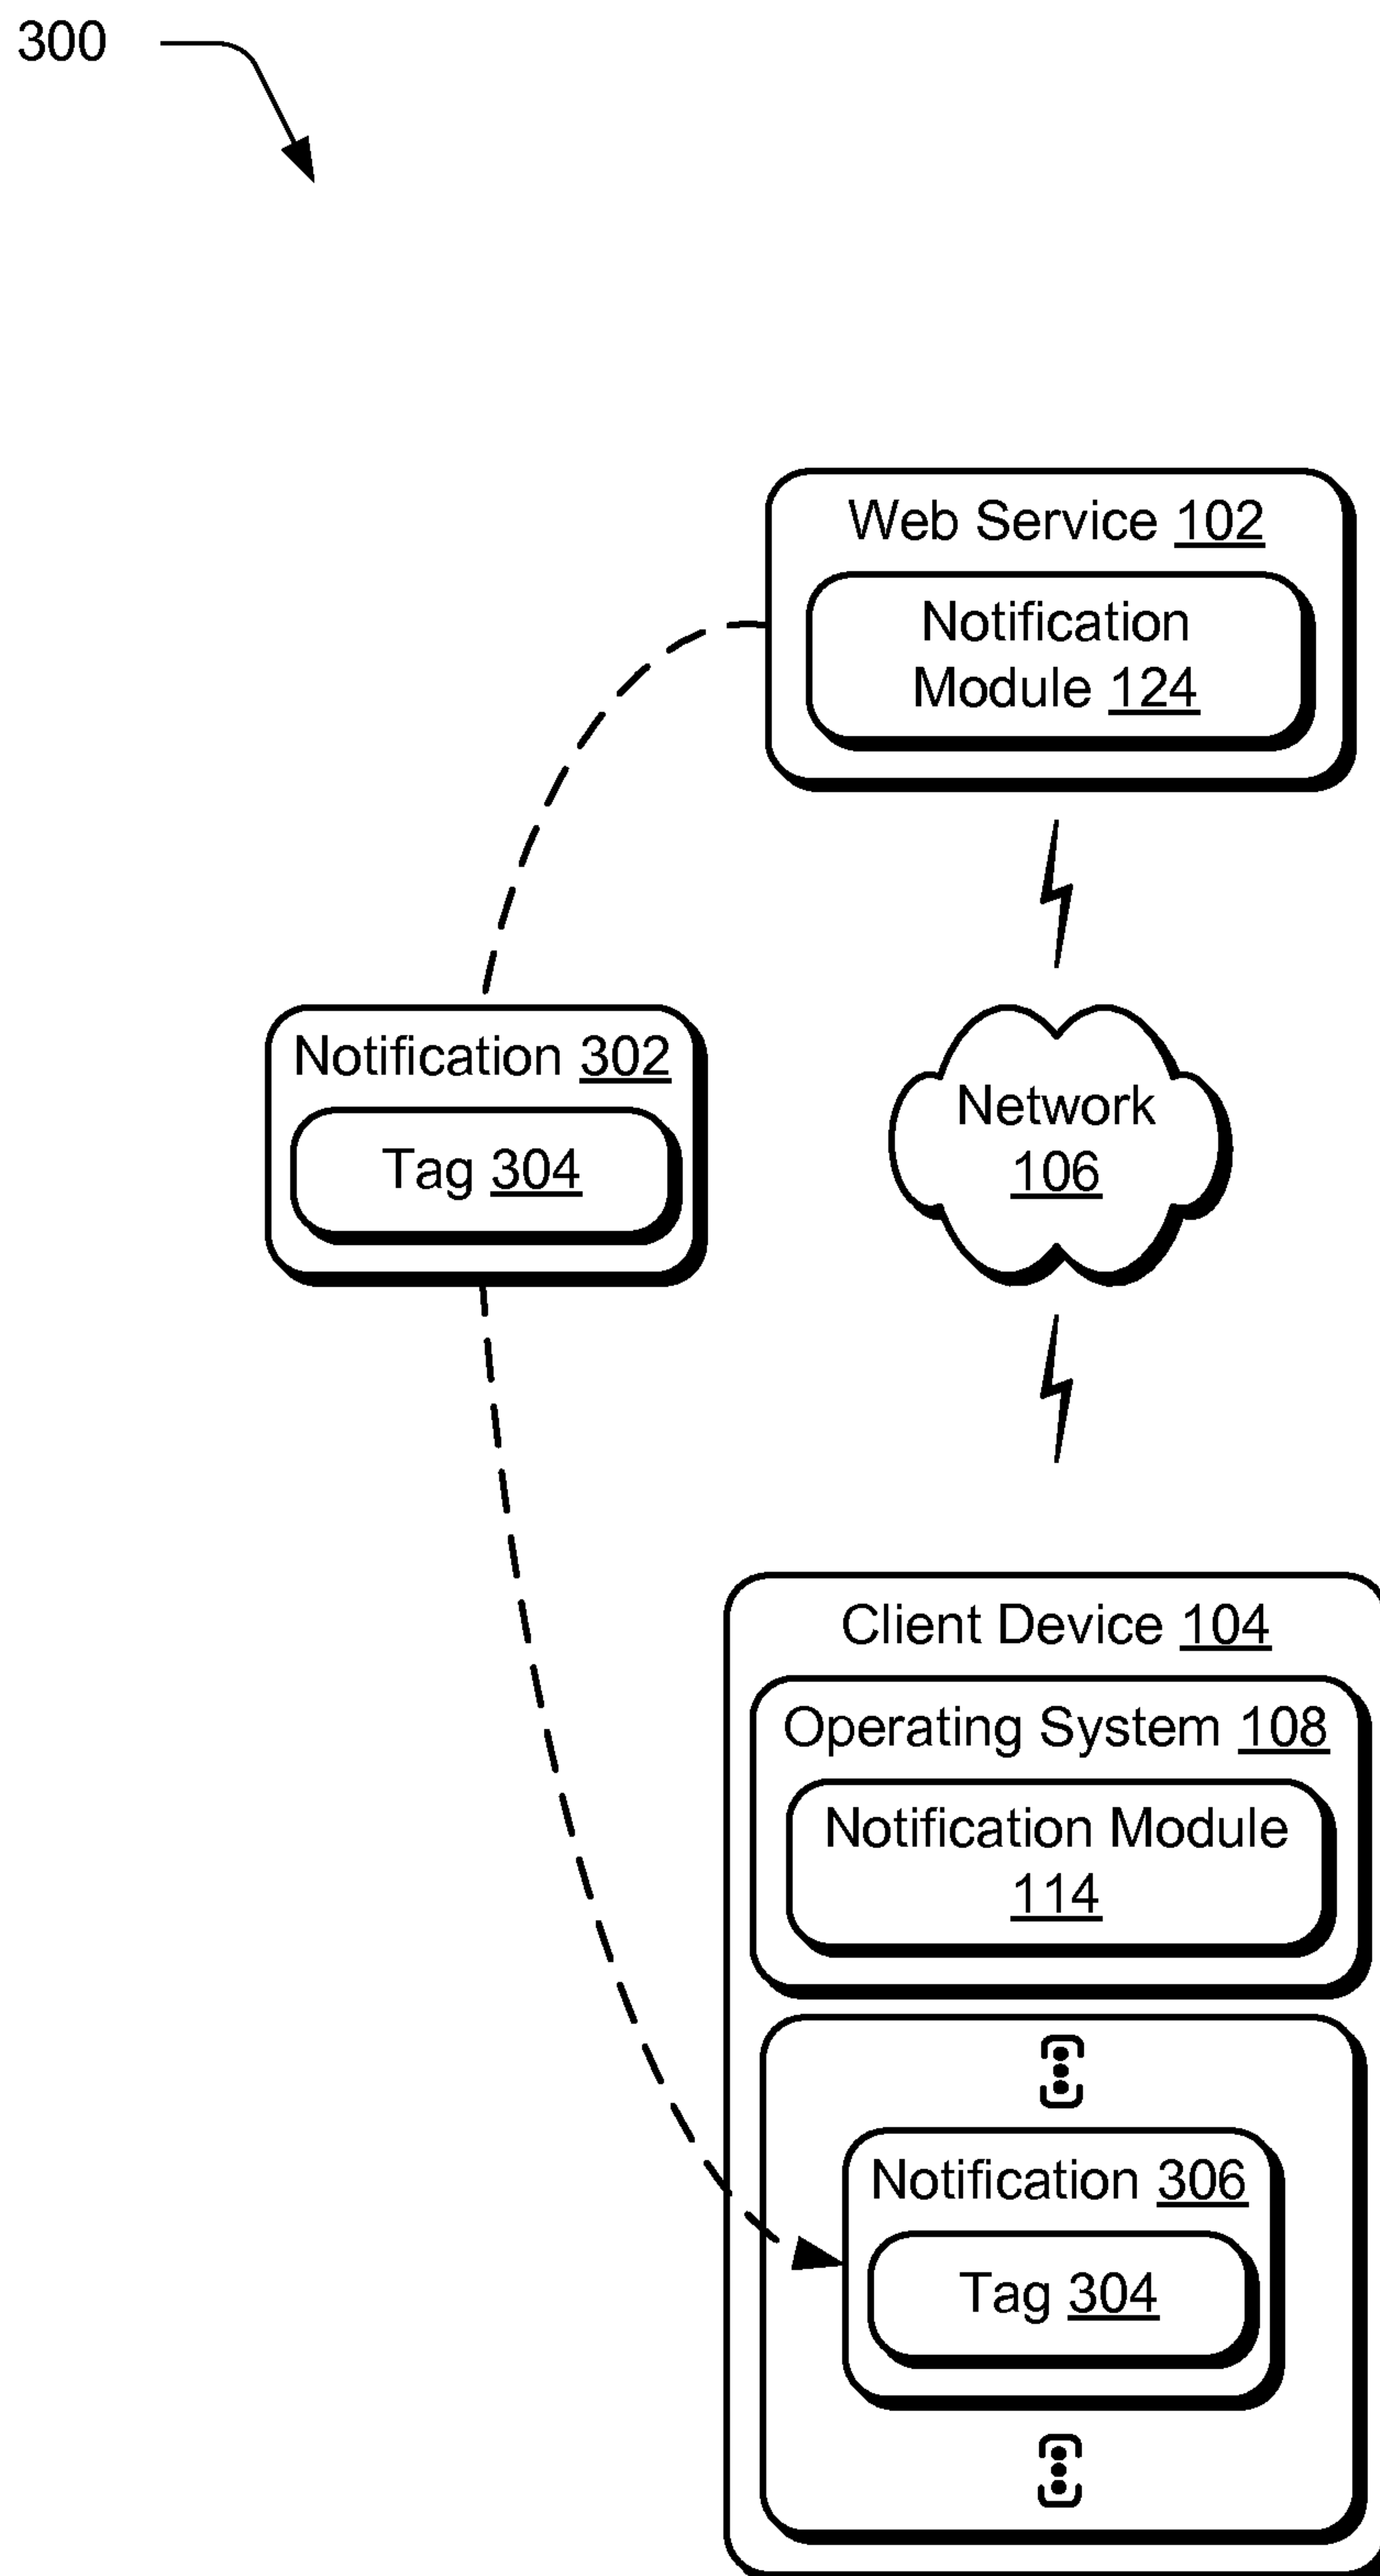 300
Web Service 102
Notification
Module 124
Notification 302
Tag 304
Network
106
Client Device 104
Operating System 108
Notification Module
114
Notification 306
Tag 304